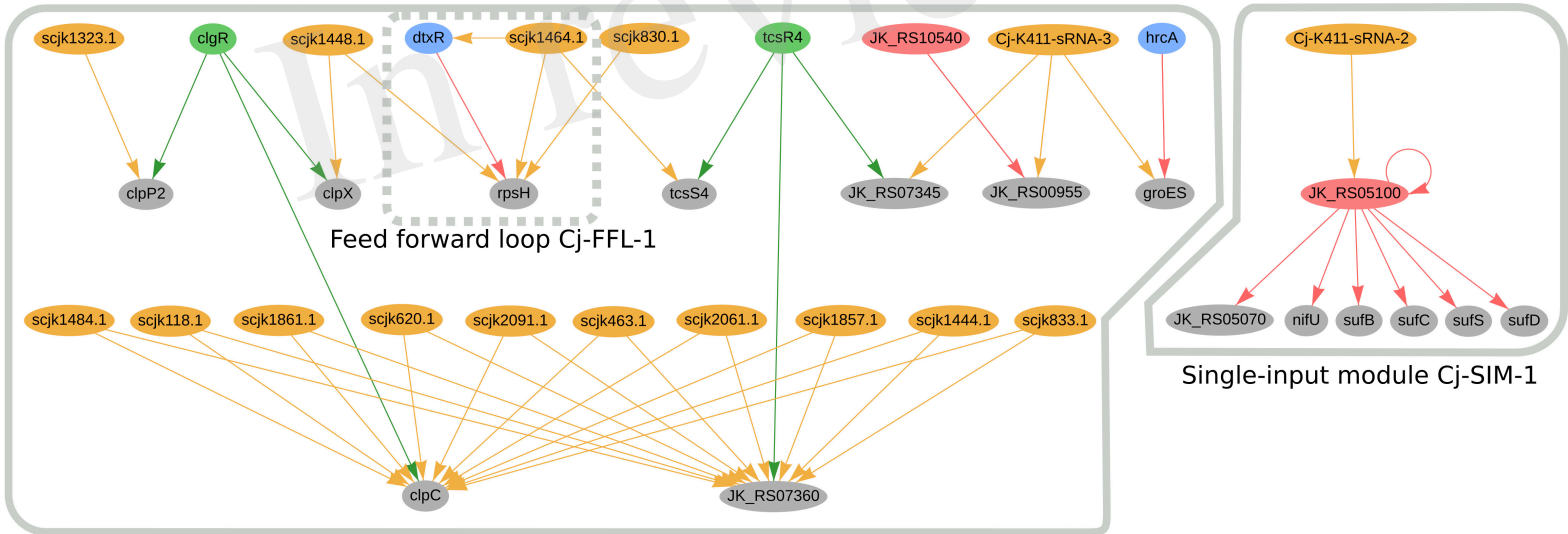 scjk1323.1 clgR scjk1448.1 dtxR scjk1464.1 scjk830.1 tcsR4 JK_RS10540 Cj-K411-sRNA-3 hrcA Cj-K411-sRNA-2
In review
clpP2 clpX rpsH tcsS4 JK_RS07345 JK_RS00955 groES JK_RS05100
Feed forward loop Cj-FFL-1
scjk1484.1 scjk118.1 scjk1861.1 scjk620.1 scjk2091.1 scjk463.1 scjk2061.1 scjk1857.1 scjk1444.1 scjk833.1 JK_RS05070 nifU sufB sufC sufS sufD
Single-input module Cj-SIM-1
clpC JK_RS07360